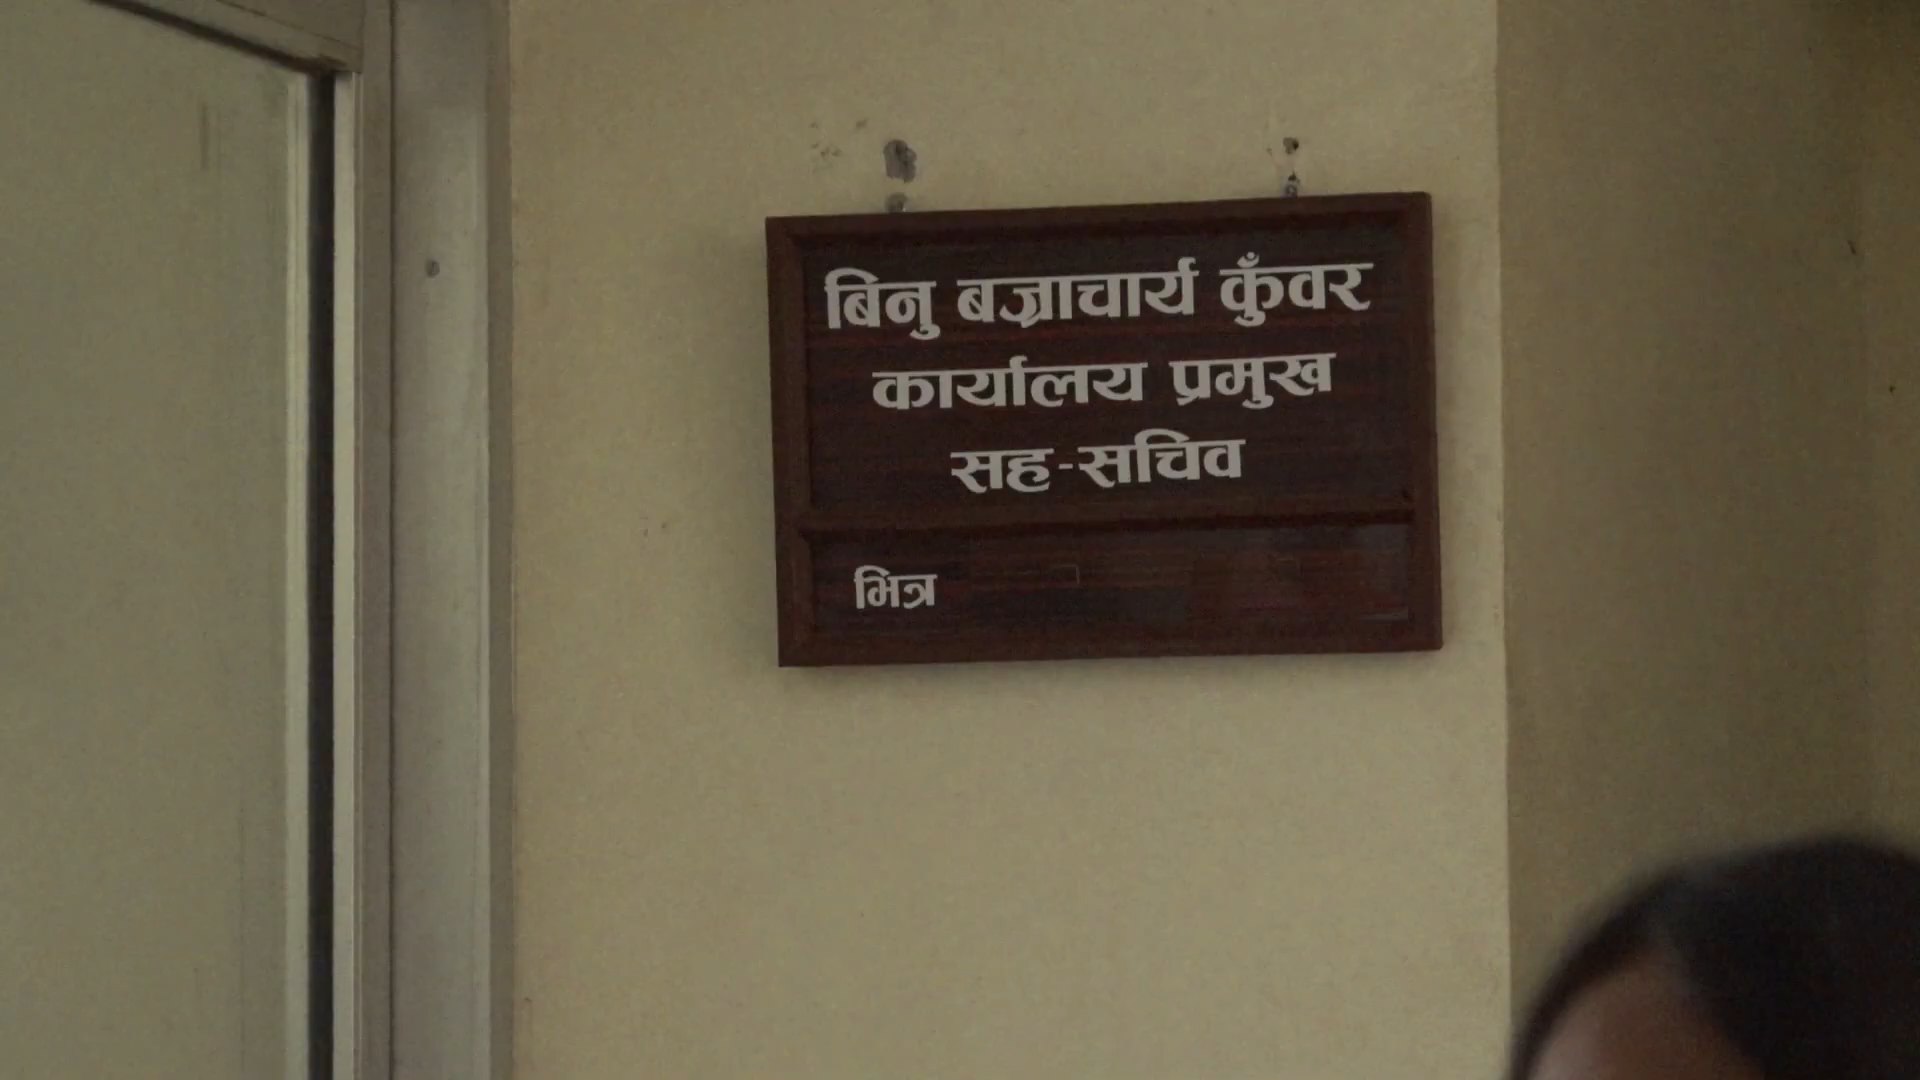 बिनु बज्राचार्य कुँवर
कार्यालय प्रमुख
सह-सचिव
भित्र